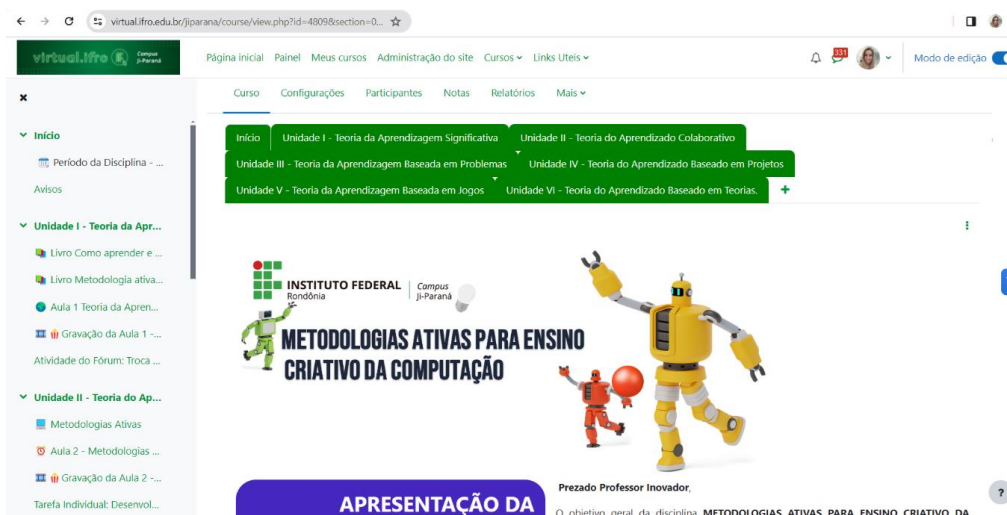 virtual.ifro.edu.br/jiparana/course/view.php?id=4809&section=0...
virtual.ifro Campus Ji-Paraná
Página inicial Painel Meus cursos Administração do site Cursos Links Uteis 331 Modo de edição
Curso Configurações Participantes Notas Relatórios Mais
Início Unidade I - Teoria da Aprendizagem Significativa Unidade II - Teoria do Aprendizado Colaborativo
Unidade III - Teoria da Aprendizagem Baseada em Problemas Unidade IV - Teoria do Aprendizado Baseado em Projetos
Unidade V - Teoria da Aprendizagem Baseada em Jogos Unidade VI - Teoria do Aprendizado Baseado em Teorias. +
Início
Período da Disciplina - ...
Avisos
Unidade I - Teoria da Apr...
Livro Como aprender e ...
Livro Metodologia ativa...
Aula 1 Teoria da Apren...
Gravação da Aula 1 -...
Atividade do Fórum: Troca ...
Unidade II - Teoria do Ap...
Metodologias Ativas
Aula 2 - Metodologias ...
Gravação da Aula 2 -...
Tarefa Individual: Desenvol...
INSTITUTO FEDERAL
Rondônia
Campus
Ji-Paraná
METODOLOGIAS ATIVAS PARA ENSINO
CRIATIVO DA COMPUTAÇÃO
APRESENTAÇÃO DA
Prezado Professor Inovador,
O objetivo geral da disciplina METODOLOGIAS ATIVAS PARA ENSINO CRIATIVO DA
?